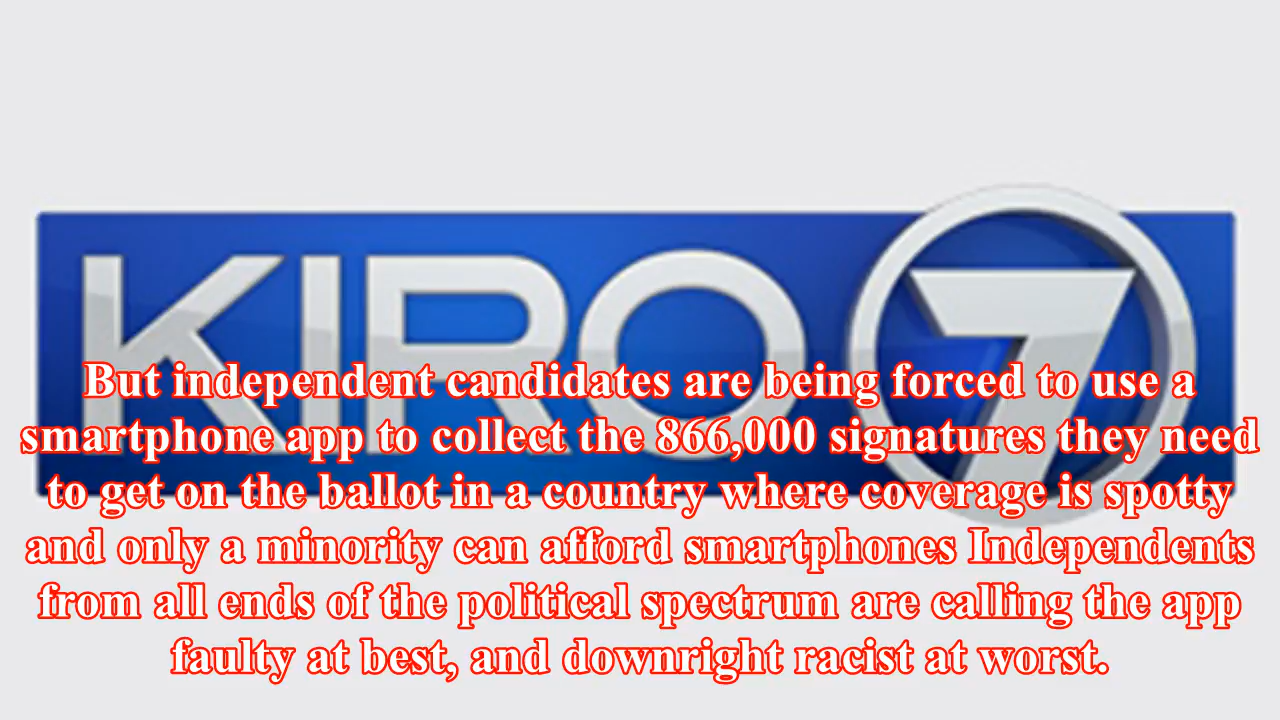 KIRO 7
But independent candidates are being forced to use a
smartphone app to collect the 866,000 signatures they need
to get on the ballot in a country where coverage is spotty
and only a minority can afford smartphones Independents
from all ends of the political spectrum are calling the app
faulty at best, and downright racist at worst.